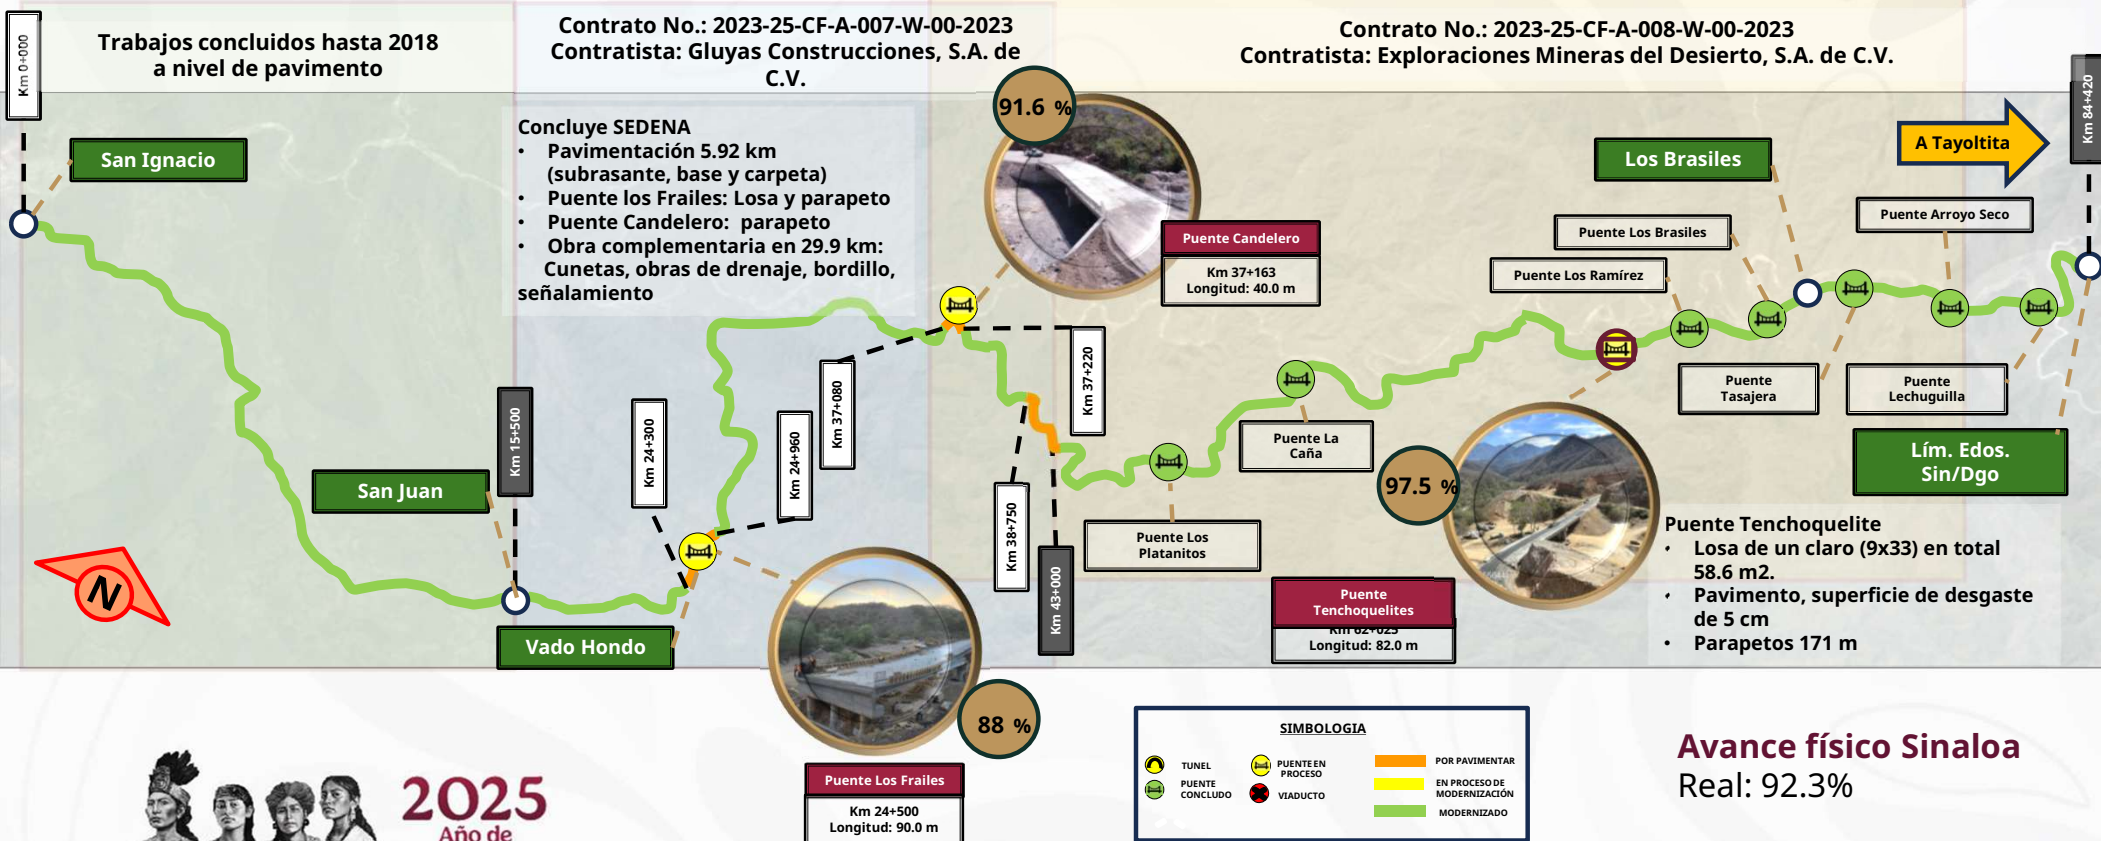 Km 0+000
Trabajos concluidos hasta 2018
a nivel de pavimento
Contrato No.: 2023-25-CF-A-007-W-00-2023
Contratista: Gluyas Construcciones, S.A. de
C.V.
Contrato No.: 2023-25-CF-A-008-W-00-2023
Contratista: Exploraciones Mineras del Desierto, S.A. de C.V.
Km 84+420
San Ignacio
Concluye SEDENA
• Pavimentación 5.92 km
(subrasante, base y carpeta)
• Puente los Frailes: Losa y parapeto
• Puente Candelero: parapeto
• Obra complementaria en 29.9 km:
Cunetas, obras de drenaje, bordillo,
señalamiento
91.6 %
Puente Candelero
Km 37+163
Longitud: 40.0 m
Los Brasiles
A Tayoltita
Puente Los Brasiles
Puente Arroyo Seco
Puente Los Ramírez
Km 37+220
Km 37+080
Km 15+500
Km 24+300
Km 24+960
Puente
Tasajera
Puente
Lechuguilla
Puente La
Caña
97.5 %
Lím. Edos.
Sin/Dgo
San Juan
Km 38+750
Km 43+000
Puente Los
Platanitos
Puente Tenchoquelite
• Losa de un claro (9x33) en total
58.6 m2.
• Pavimento, superficie de desgaste
de 5 cm
• Parapetos 171 m
Puente
Tenchoquelites
Km 62+025
Longitud: 82.0 m
N
Vado Hondo
88 %
Puente Los Frailes
Km 24+500
Longitud: 90.0 m
SIMBOLOGIA
TUNEL
PUENTE
CONCLUDO
PUENTE EN
PROCESO
VIADUCTO
POR PAVIMENTAR
EN PROCESO DE
MODERNIZACIÓN
MODERNIZADO
Avance físico Sinaloa
Real: 92.3%
2025
Año de